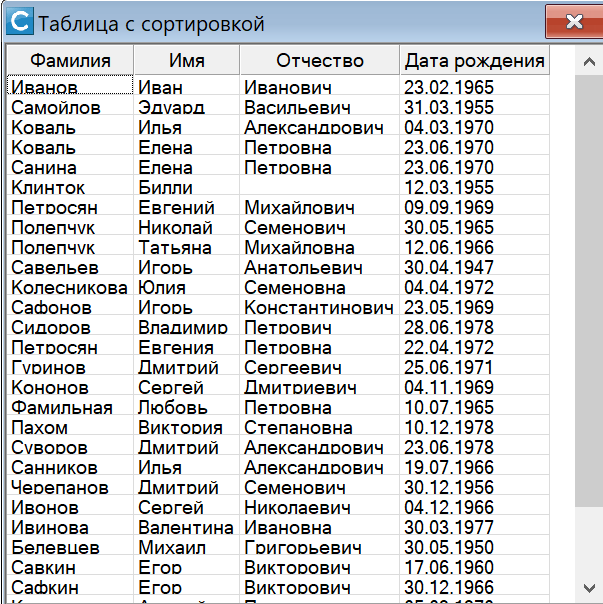 Таблица с сортировкой
Фамилия Имя Отчество Дата рождения
Иванов Иван Иванович 23.02.1965
Самойлов Эдуард Васильевич 31.03.1955
Коваль Илья Александрович 04.03.1970
Коваль Елена Петровна 23.06.1970
Санина Елена Петровна 23.06.1970
Клинток Билли 12.03.1955
Петросян Евгений Михайлович 09.09.1969
Полепчук Николай Семенович 30.05.1965
Полепчук Татьяна Михайловна 12.06.1966
Савельев Игорь Анатольевич 30.04.1947
Колесникова Юлия Семеновна 04.04.1972
Сафонов Игорь Константинович 23.05.1969
Сидоров Владимир Петрович 28.06.1978
Петросян Евгения Петровна 22.04.1972
Гуринов Дмитрий Сергеевич 25.06.1971
Кононов Сергей Дмитриевич 04.11.1969
Фамильная Любовь Петровна 10.07.1965
Пахом Виктория Степановна 10.12.1978
Суворов Дмитрий Александрович 23.06.1978
Санников Илья Александрович 19.07.1966
Черепанов Дмитрий Семенович 30.12.1956
Ивонов Сергей Николаевич 04.12.1966
Ивинова Валентина Ивановна 30.03.1977
Белевцев Михаил Григорьевич 30.05.1950
Савкин Егор Викторович 17.06.1960
Сафкин Егор Викторович 30.12.1966